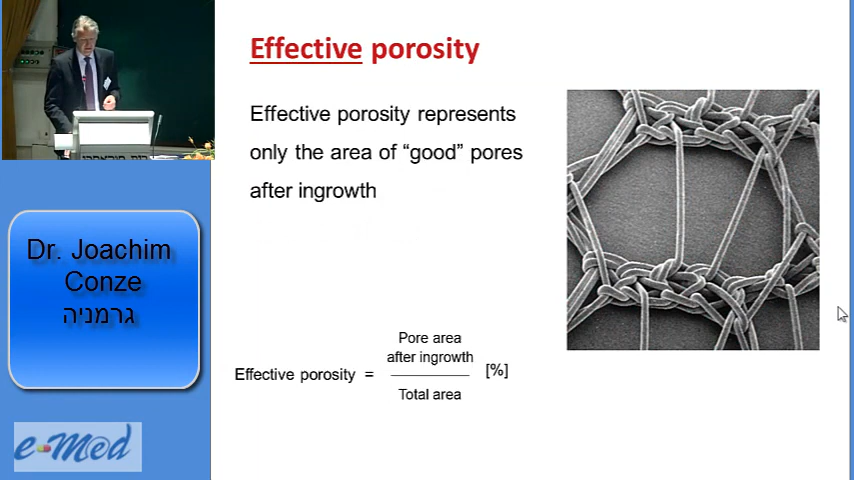 Effective porosity
Effective porosity represents
only the area of “good” pores
after ingrowth
Pore area
after ingrowth
Effective porosity = [%]
Total area
Dr. Joachim
Conze
גרמניה
e-Med